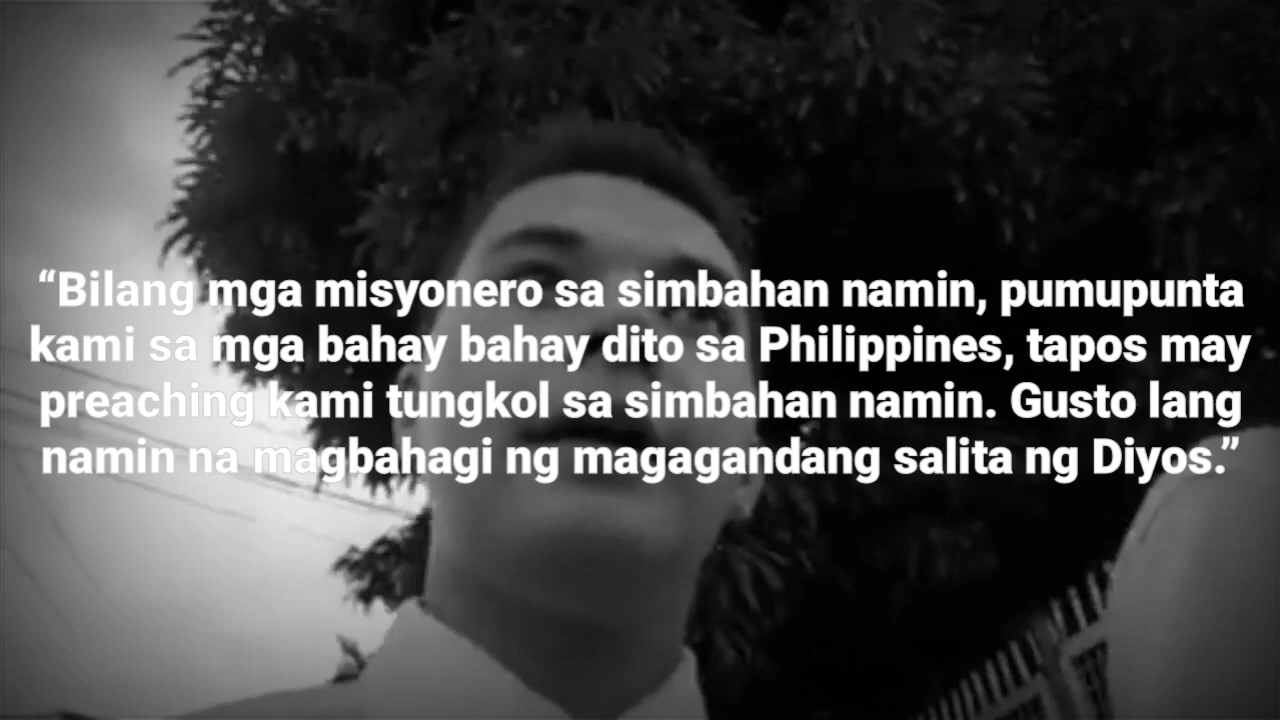 “Bilang mga misyonero sa simbahan namin, pumupunta
kami sa mga bahay bahay dito sa Philippines, tapos may
preaching kami tungkol sa simbahan namin. Gusto lang
namin na magbahagi ng magagandang salita ng Diyos.”